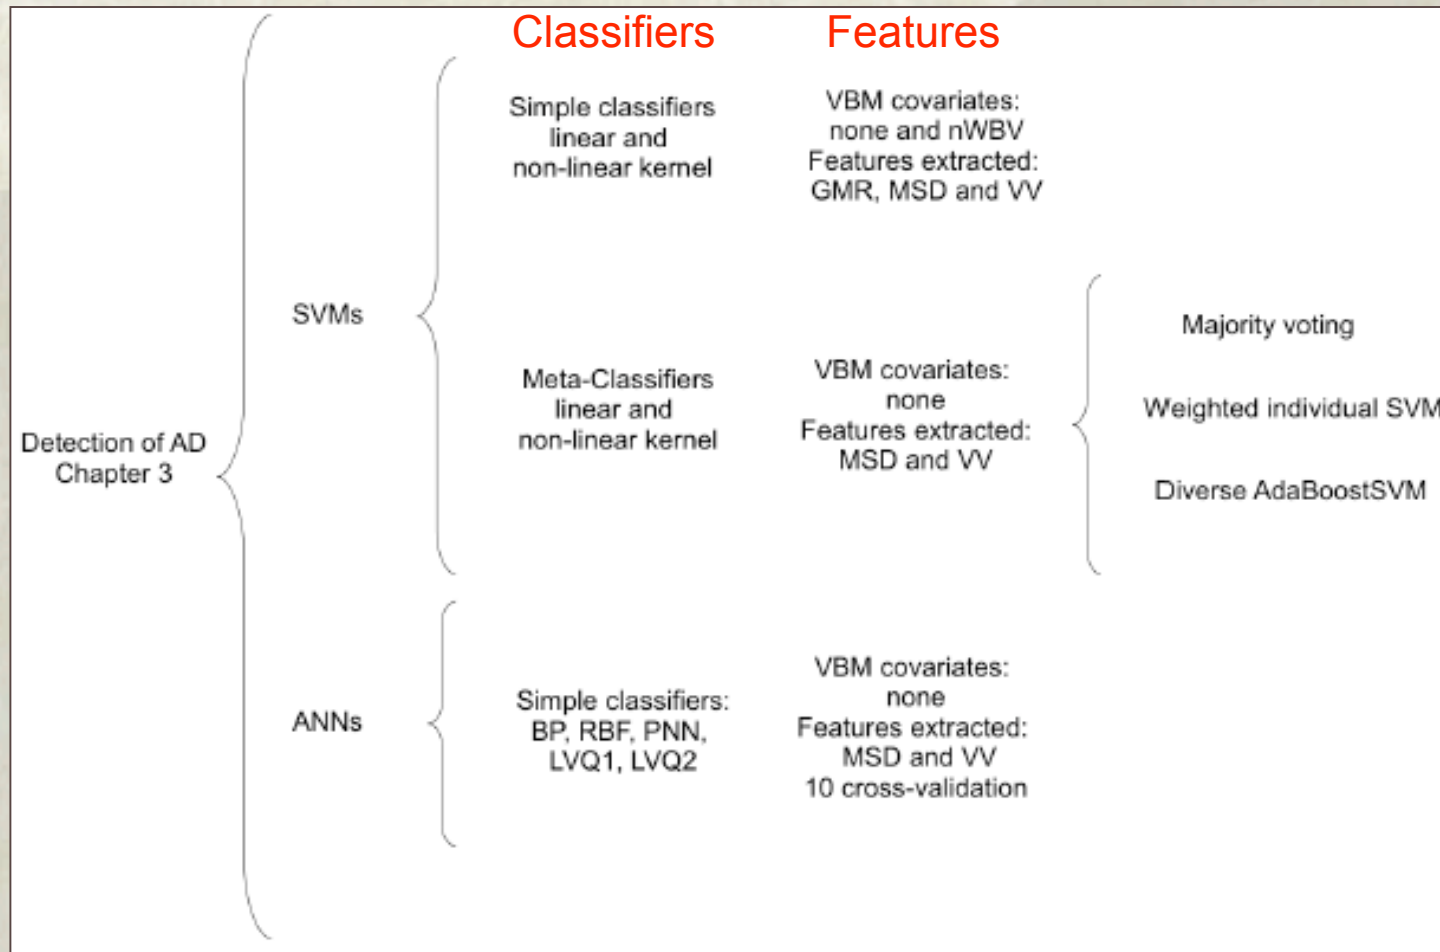 Classifiers
Features
Simple classifiers
linear and
non-linear kernel
VBM covariates:
none and nWBV
Features extracted:
GMR, MSD and VV
SVMs
Meta-Classifiers
linear and
non-linear kernel
VBM covariates:
none
Features extracted:
MSD and VV
Majority voting
Weighted individual SVM
Diverse AdaBoostSVM
Detection of AD
Chapter 3
ANNs
Simple classifiers:
BP, RBF, PNN,
LVQ1, LVQ2
VBM covariates:
none
Features extracted:
MSD and VV
10 cross-validation